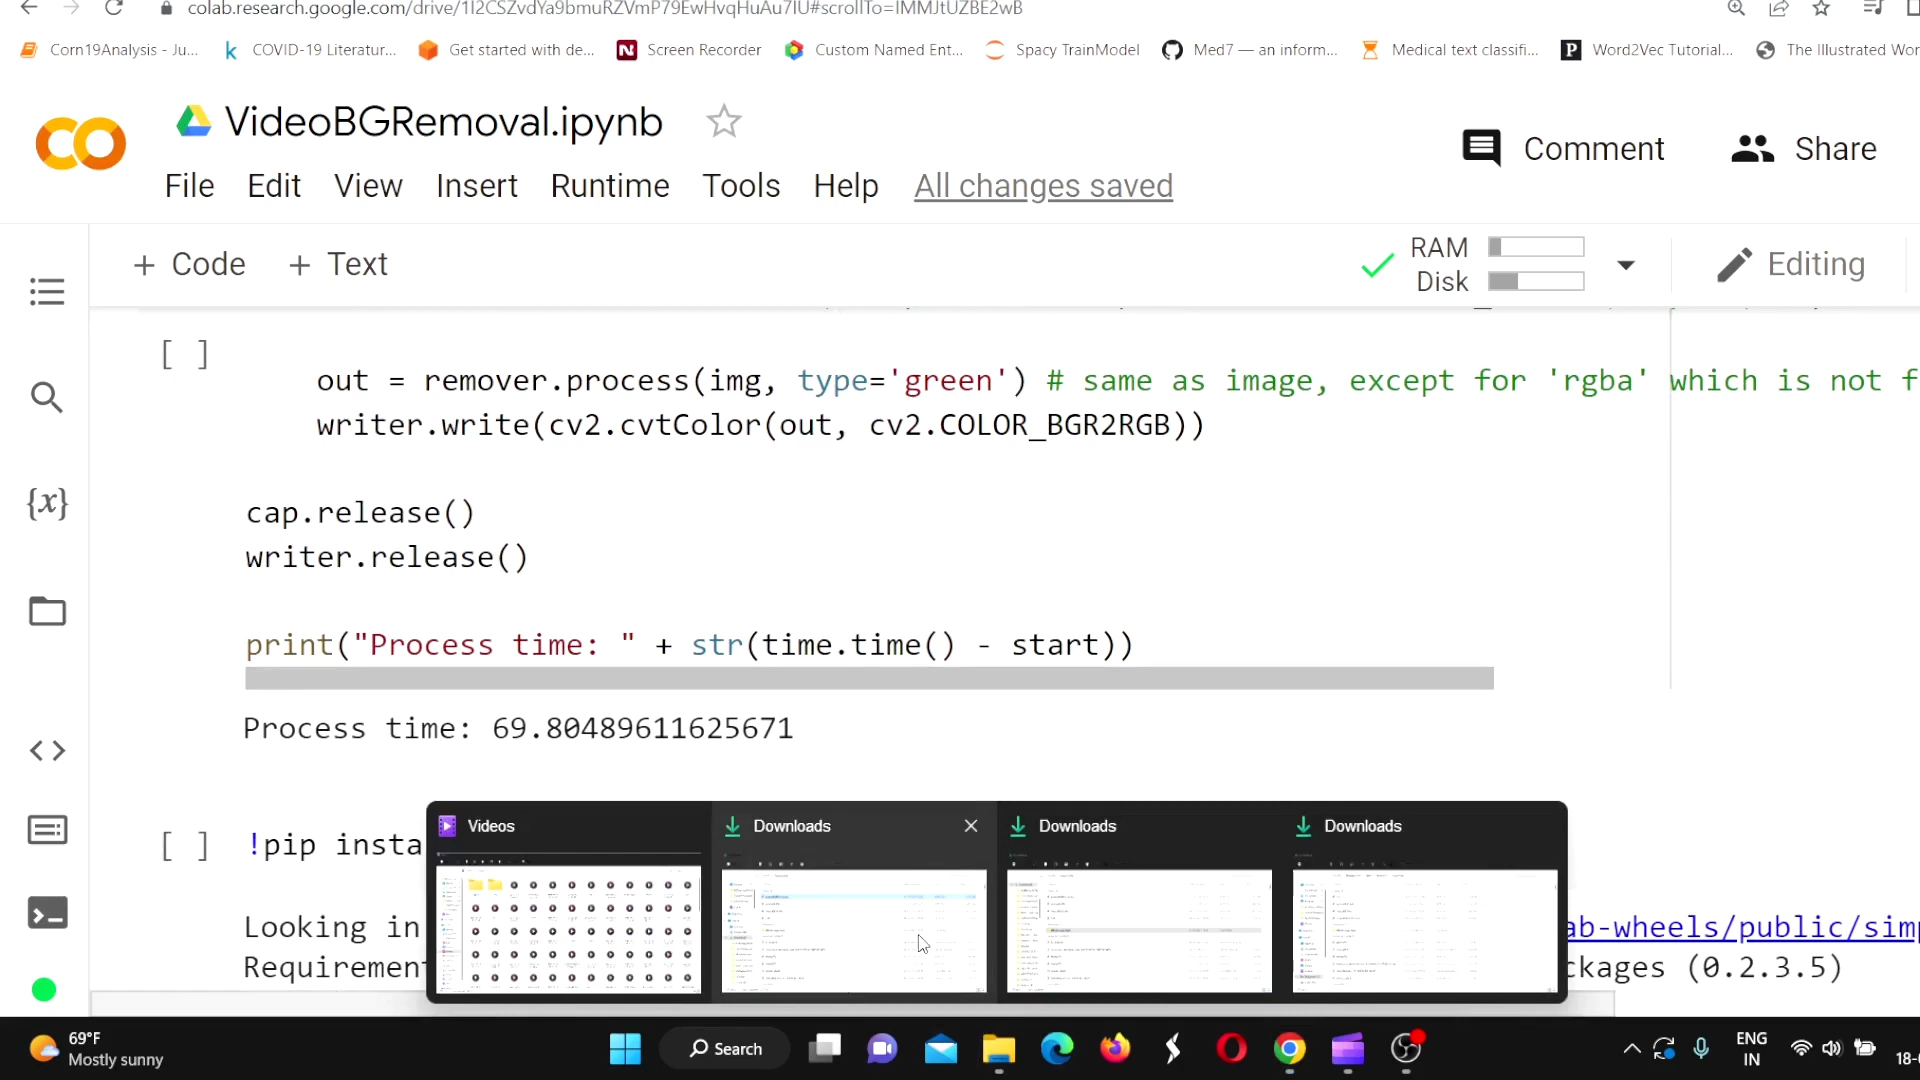 colab.research.google.com/drive/1I2CSZvdYa9bmuRZVmP79EwHvqHuAu7IU#scrollTo=IMMJtUZBE2wB
Corn19Analysis - Ju...
COVID-19 Literatur...
Get started with de...
Screen Recorder
Custom Named Ent...
Spacy TrainModel
Med7 — an inform...
Medical text classifi...
Word2Vec Tutorial...
The Illustrated Wor
VideoBGRemoval.ipynb
Comment
Share
File Edit View Insert Runtime Tools Help All changes saved
+ Code + Text
RAM
Disk
Editing
[ ]
out = remover.process(img, type='green') # same as image, except for 'rgba' which is not f
writer.write(cv2.cvtColor(out, cv2.COLOR_BGR2RGB))
cap.release()
writer.release()
print("Process time: " + str(time.time() - start))
Process time: 69.80489611625671
Videos
Downloads
Downloads
Downloads
[ ] !pip insta
Looking in
ab-wheels/public/simp
Requirement
ckages (0.2.3.5)
69°F
Mostly sunny
Search
ENG
IN
18-0